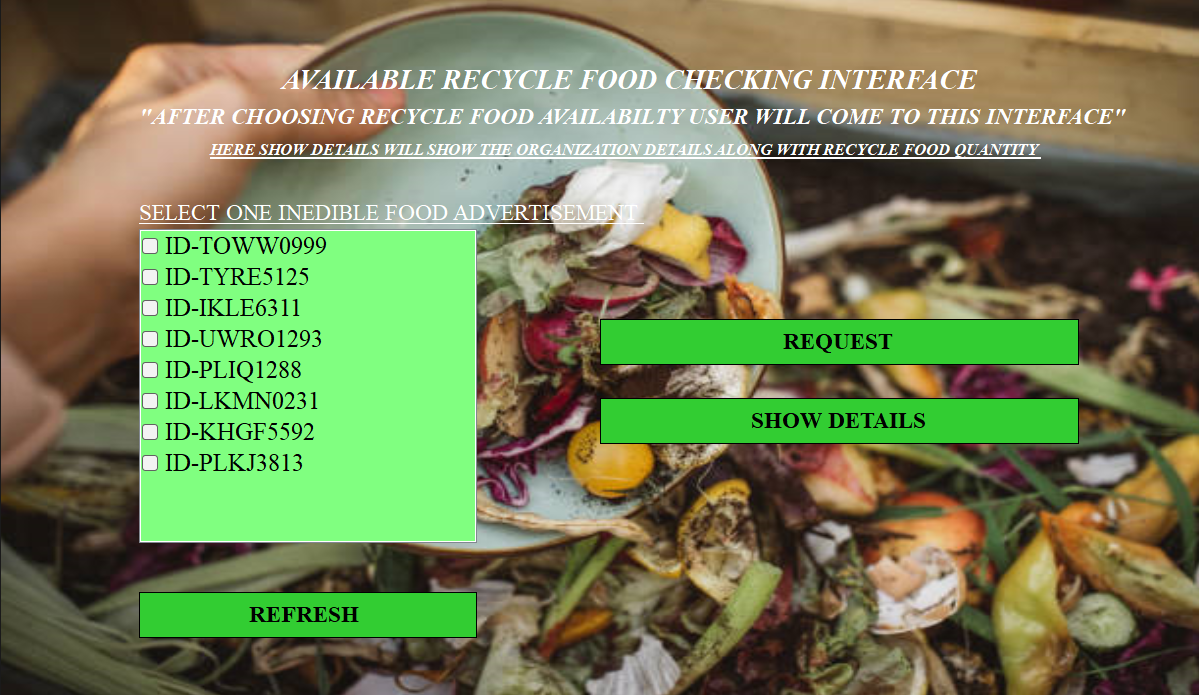 AVAILABLE RECYCLE FOOD CHECKING INTERFACE
"AFTER CHOOSING RECYCLE FOOD AVAILABILTY USER WILL COME TO THIS INTERFACE"
HERE SHOW DETAILS WILL SHOW THE ORGANIZATION DETAILS ALONG WITH RECYCLE FOOD QUANTITY
SELECT ONE INEDIBLE FOOD ADVERTISEMENT
ID-TOWW0999
ID-TYRE5125
ID-IKLE6311
ID-UWRO1293
ID-PLIQ1288
ID-LKMN0231
ID-KHGF5592
ID-PLKJ3813
REQUEST
SHOW DETAILS
REFRESH